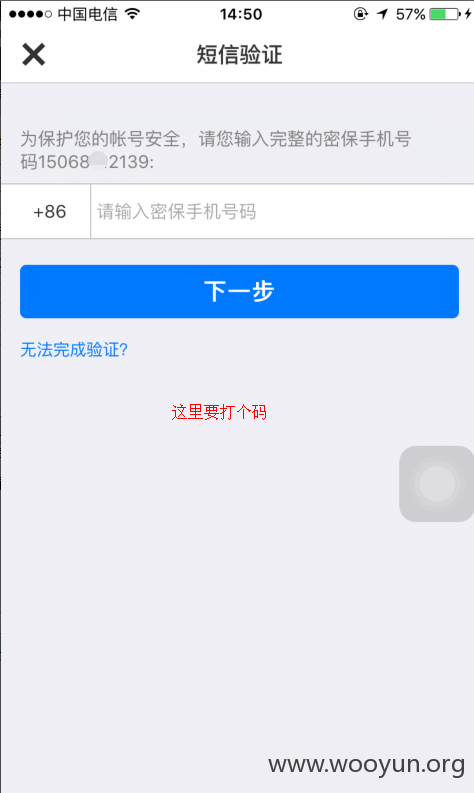 中国电信 14:50 57%
短信验证
为保护您的帐号安全，请您输入完整的密保手机号
码15068 2139:
+86 请输入密保手机号码
下一步
无法完成验证?
这里要打个码
www.wooyun.org